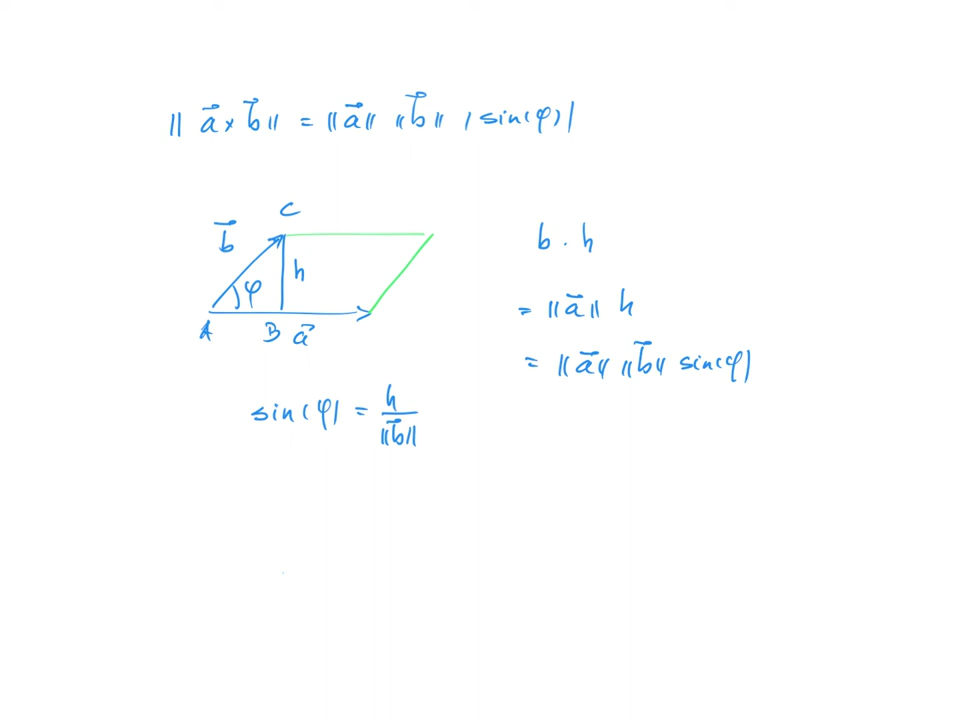 ‖ a⃗ × b⃗ ‖ = ‖ a⃗ ‖ ‖ b⃗ ‖ | sin(φ) |
C
b⃗
b · h
h
φ
= ‖ a⃗ ‖ h
A B a⃗
= ‖ a⃗ ‖ ‖ b⃗ ‖ sin(φ)
sin(φ) = h / ‖ b⃗ ‖